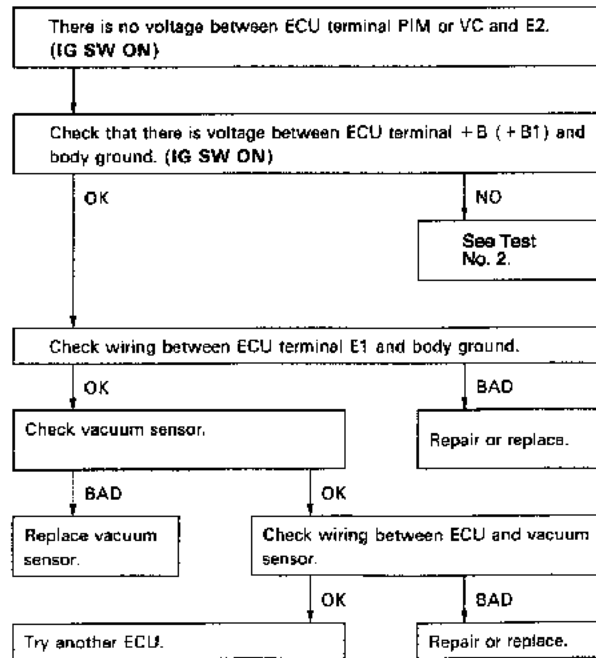 There is no voltage between ECU terminal PIM or VC and E2.
(IG SW ON)
Check that there is voltage between ECU terminal +B (+B1) and
body ground. (IG SW ON)
OK
NO
See Test
No. 2.
Check wiring between ECU terminal E1 and body ground.
OK
BAD
Check vacuum sensor.
Repair or replace.
BAD
OK
Replace vacuum
sensor.
Check wiring between ECU and vacuum
sensor.
OK
BAD
Try another ECU.
Repair or replace.